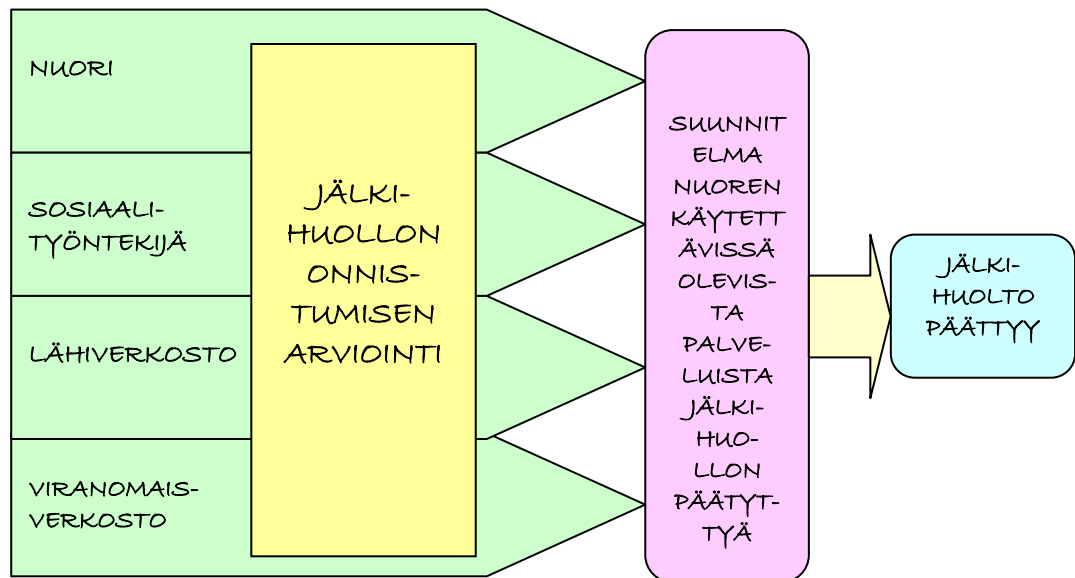 NUORI
SOSIAALI-
TYÖNTEKIJÄ
LÄHIVERKOSTO
VIRANOMAIS-
VERKOSTO
JÄLKI-
HUOLLON
ONNIS-
TUMISEN
ARVIOINTI
SUUNNIT
ELMA
NUOREN
KÄYTETT
ÄVISSÄ
OLEVIS-
TA
PALVE-
LUISTA
JÄLKI-
HUO-
LLON
PÄÄTYT-
TYÄ
JÄLKI-
HUOLTO
PÄÄTTYY